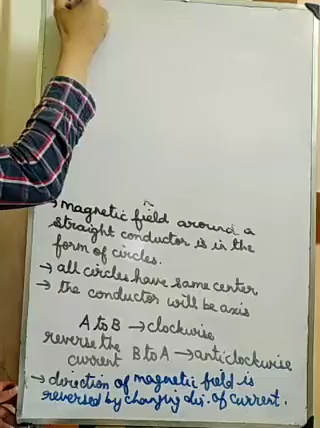 → magnetic field around a
straight conductor is in the
form of circles.
→ all circles have same center
→ the conductor will be axis
A to B → clockwise
reverse the
current B to A → anticlockwise
→ direction of magnetic field is
reversed by changing dir. of current.